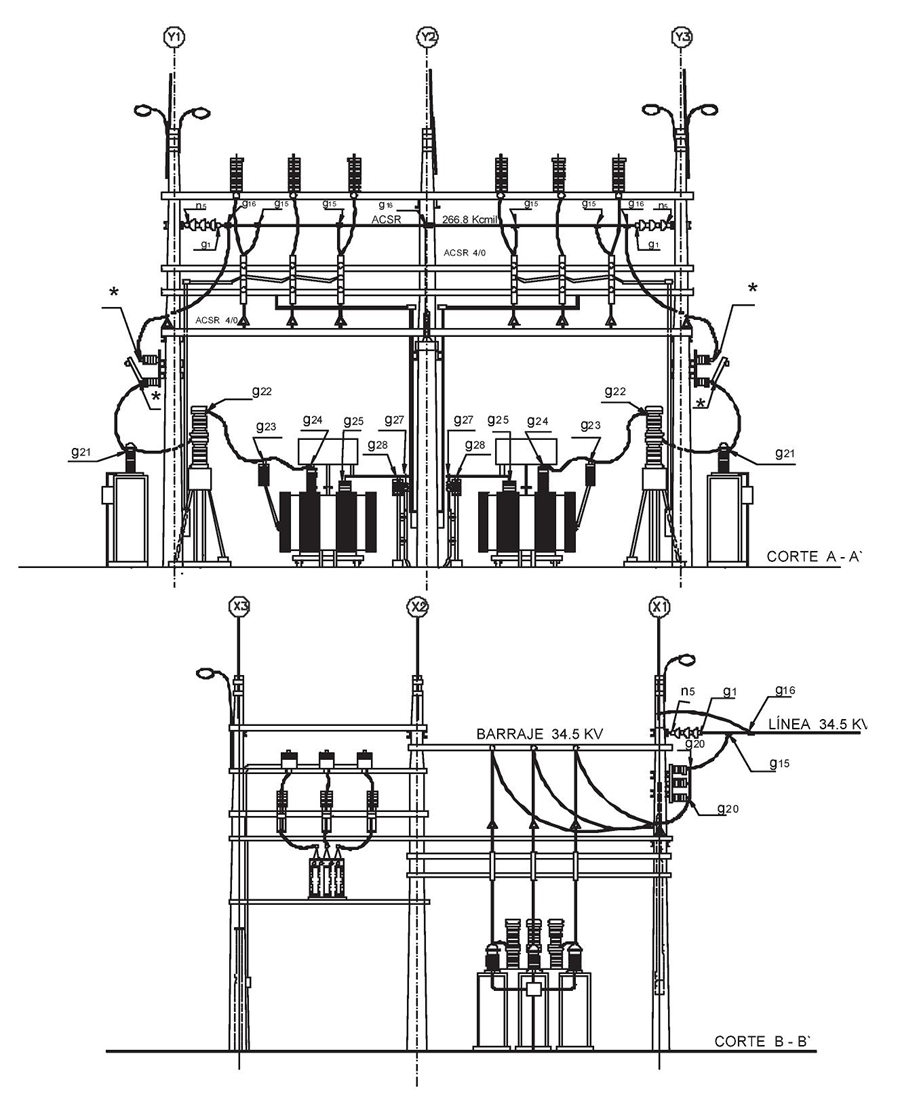 Y1 Y2 Y3
n5 g16 g15 g15 g16 g15 g15 g16 n5
ACSR 266.8 Kcmil
g1 g1
ACSR 4/0
* *
ACSR 4/0
* *
g22 g22
g23 g24 g25 g27 g27 g25 g24 g23
g28 g28
g21 g21
CORTE A - A`
X3 X2 X1
n5 g1 g16
LÍNEA 34.5 KV
BARRAJE 34.5 KV
g20
g15
g20
CORTE B - B`